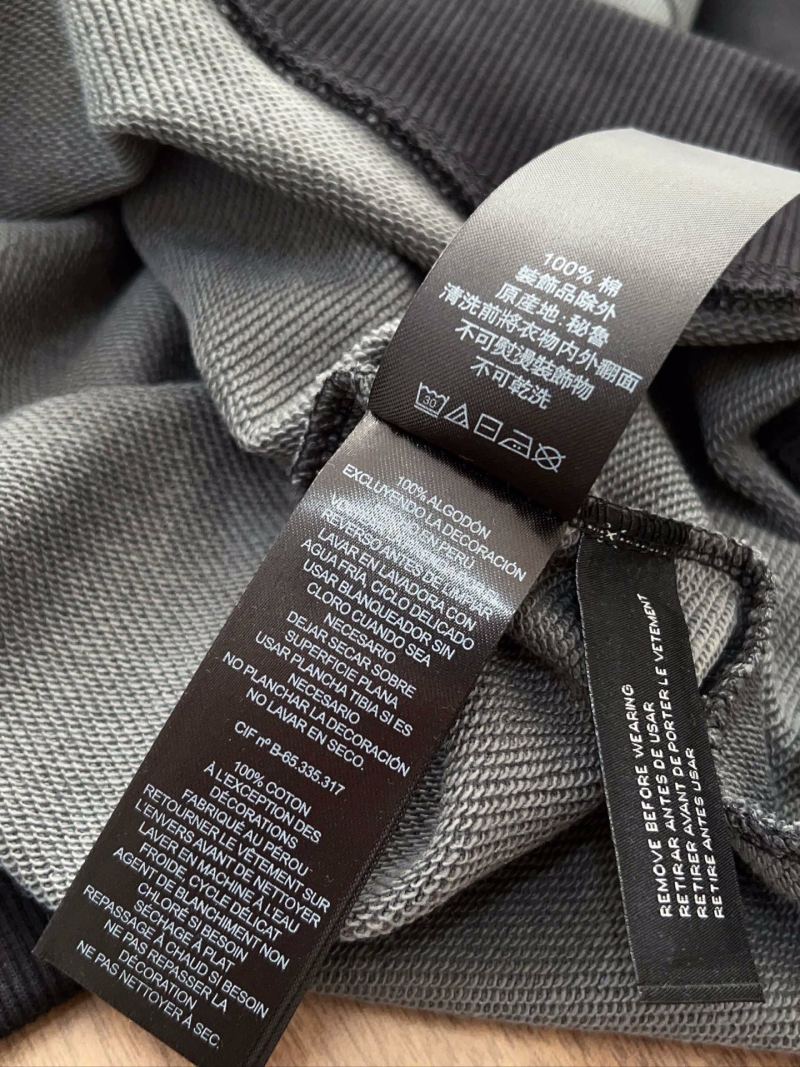 100% 棉
裝飾品除外
原產地: 秘魯
清洗前將衣物內外翻面
不可熨燙裝飾物
不可乾洗
30
100% ALGODÓN
EXCLUYENDO LA DECORACIÓN
EN PERÚ
REVERSO ANTES DE LIMPIAR
LAVAR EN LAVADORA CON
AGUA FRIA, CICLO DELICADO
USAR BLANQUEADOR SIN
CLORO CUANDO SEA
NECESARIO
DEJAR SECAR SOBRE
SUPERFICIE PLANA
USAR PLANCHA TIBIA SI ES
NECESARIO
NO PLANCHAR LA DECORACIÓN
NO LAVAR EN SECO.
CIF nº B-65.335.317
100% COTON
À L'EXCEPTION DES
DÉCORATIONS
FABRIQUÉ AU PÉROU
RETOURNER LE VÊTEMENT SUR
L'ENVERS AVANT DE NETTOYER
LAVER EN MACHINE À L'EAU
FROIDE, CYCLE DÉLICAT
AGENT DE BLANCHIMENT NON
CHLORÉ SI BESOIN
SÉCHAGE À PLAT
REPASSAGE À CHAUD SI BESOIN
NE PAS REPASSER LA
DÉCORATION
NE PAS NETTOYER À SEC.
REMOVE BEFORE WEARING
RETIRAR ANTES DE USAR
RETIRER AVANT DE PORTER LE VETEMENT
RETIRE ANTES USAR